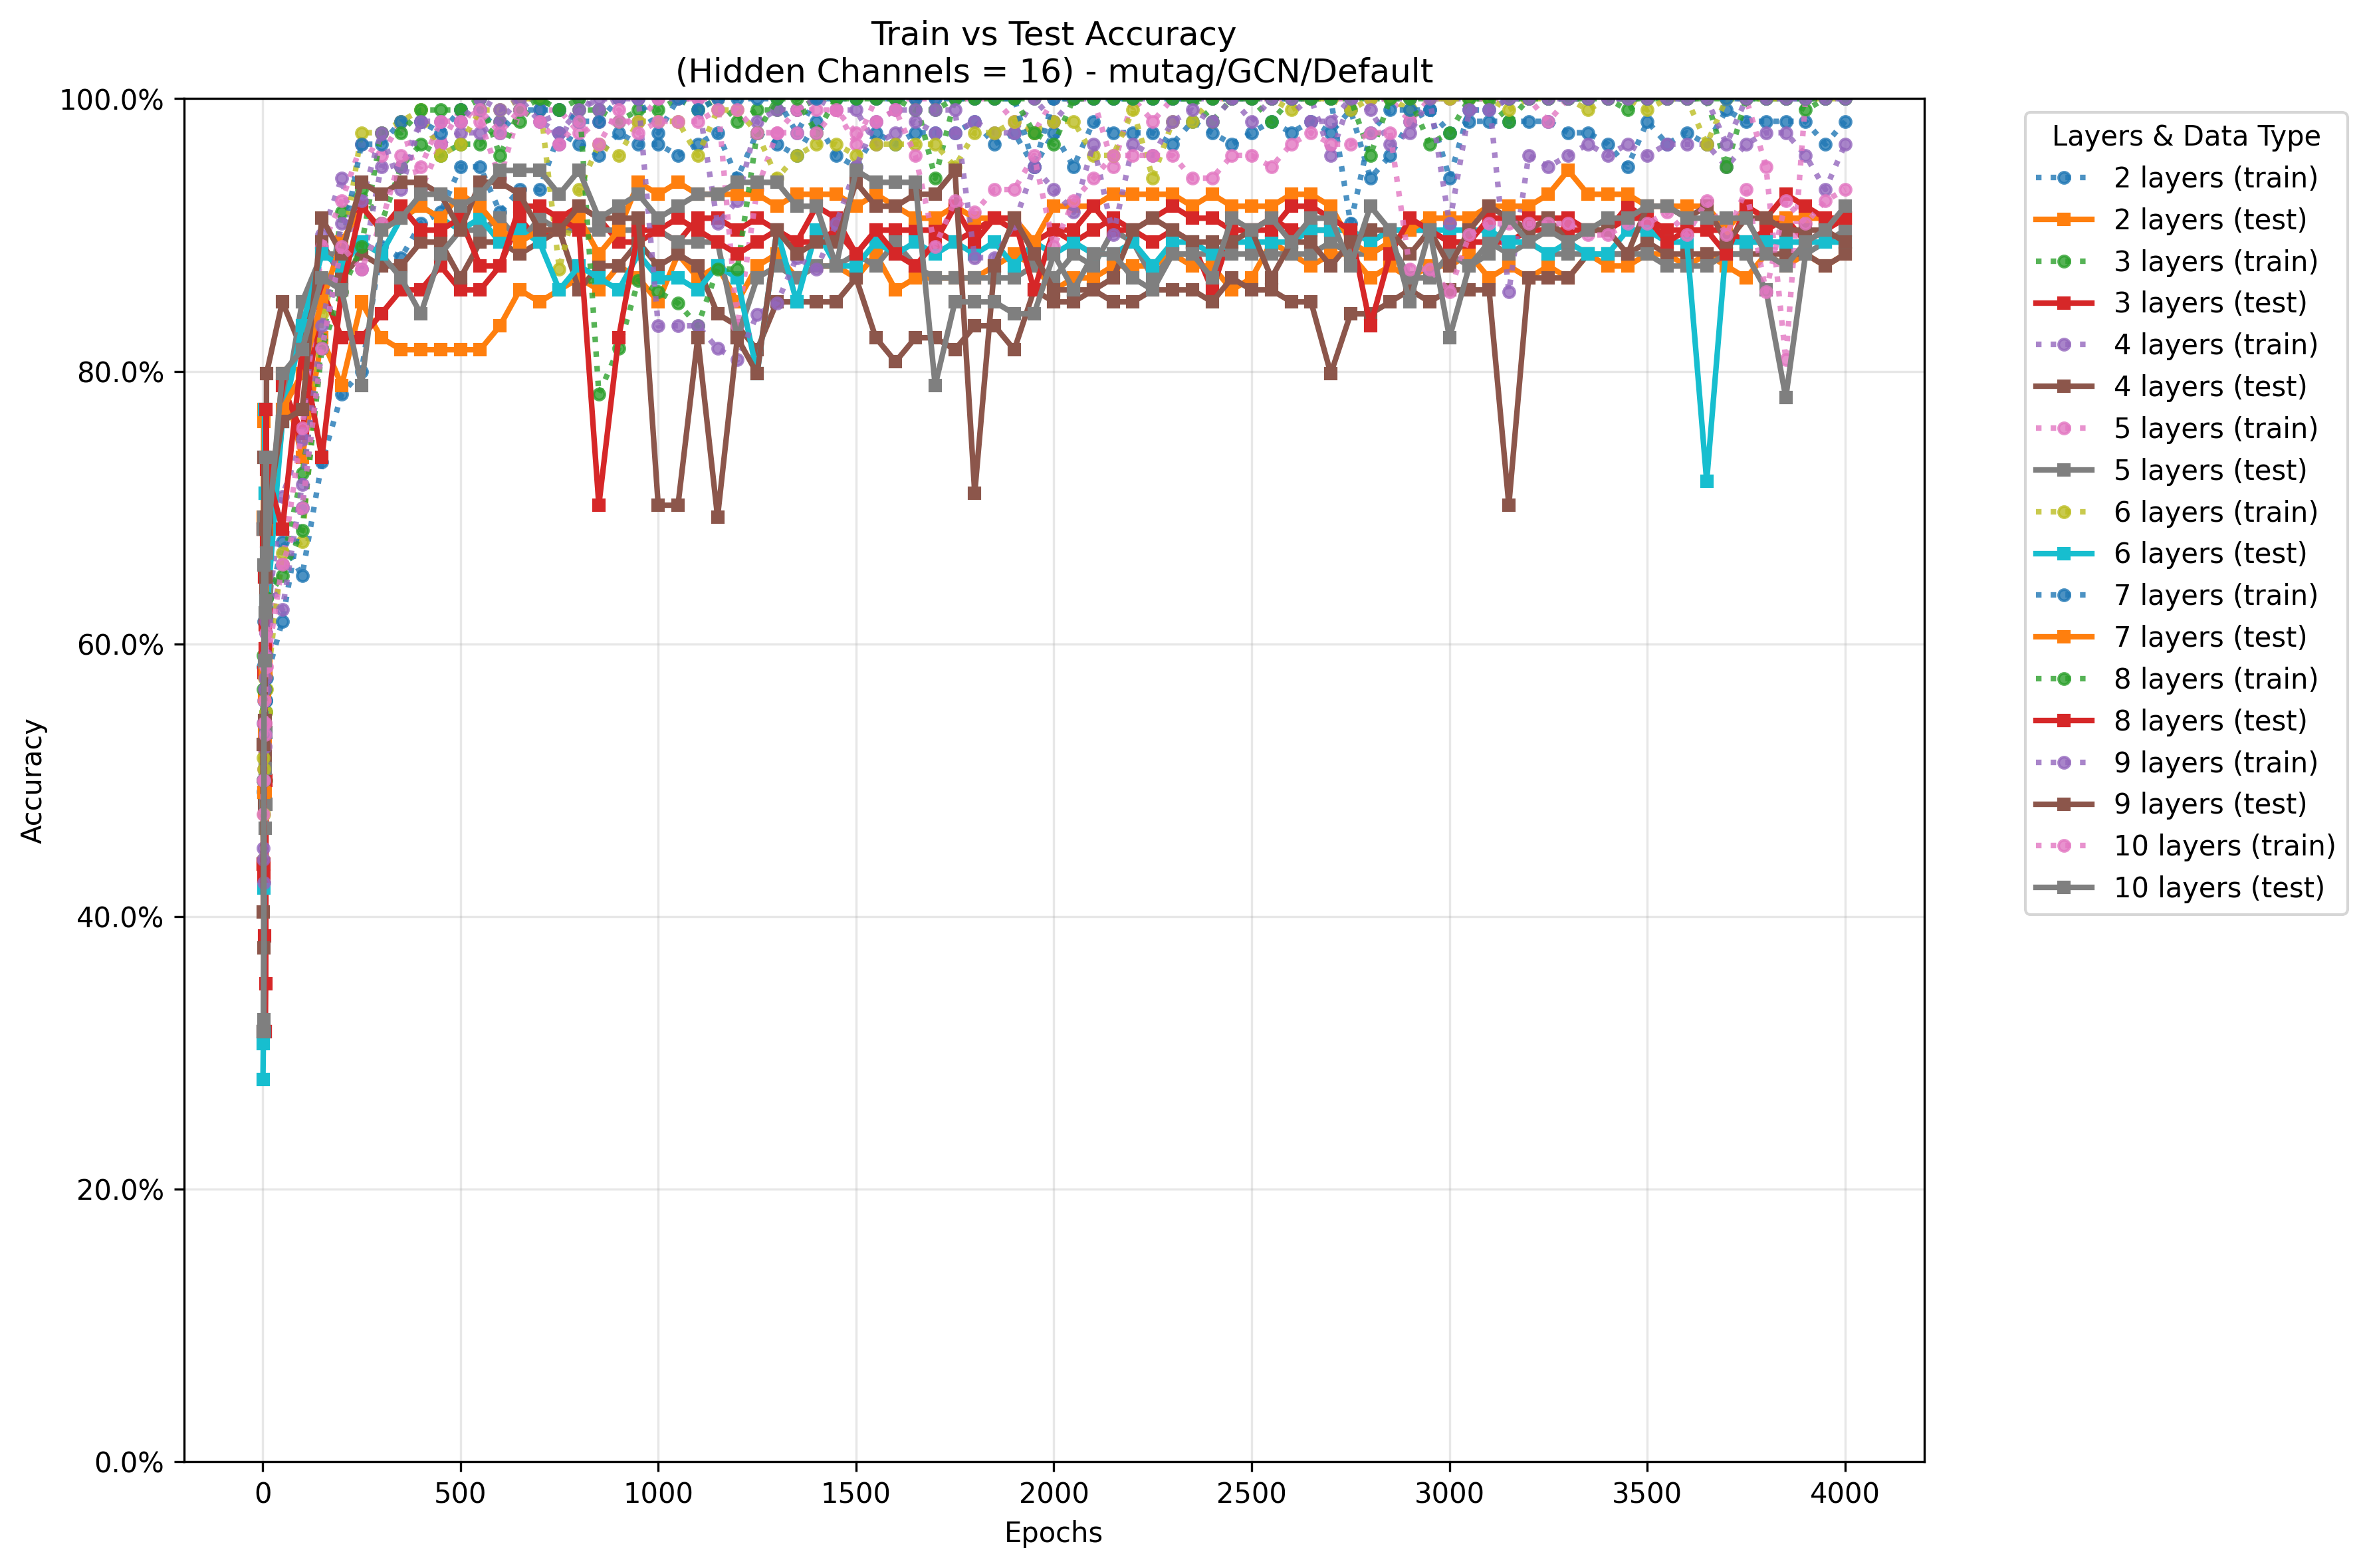 Train vs Test Accuracy
(Hidden Channels = 16) - mutag/GCN/Default
100.0%
80.0%
60.0%
40.0%
20.0%
0.0%
Accuracy
0
500
1000
1500
2000
2500
3000
3500
4000
Epochs
Layers & Data Type
2 layers (train)
2 layers (test)
3 layers (train)
3 layers (test)
4 layers (train)
4 layers (test)
5 layers (train)
5 layers (test)
6 layers (train)
6 layers (test)
7 layers (train)
7 layers (test)
8 layers (train)
8 layers (test)
9 layers (train)
9 layers (test)
10 layers (train)
10 layers (test)